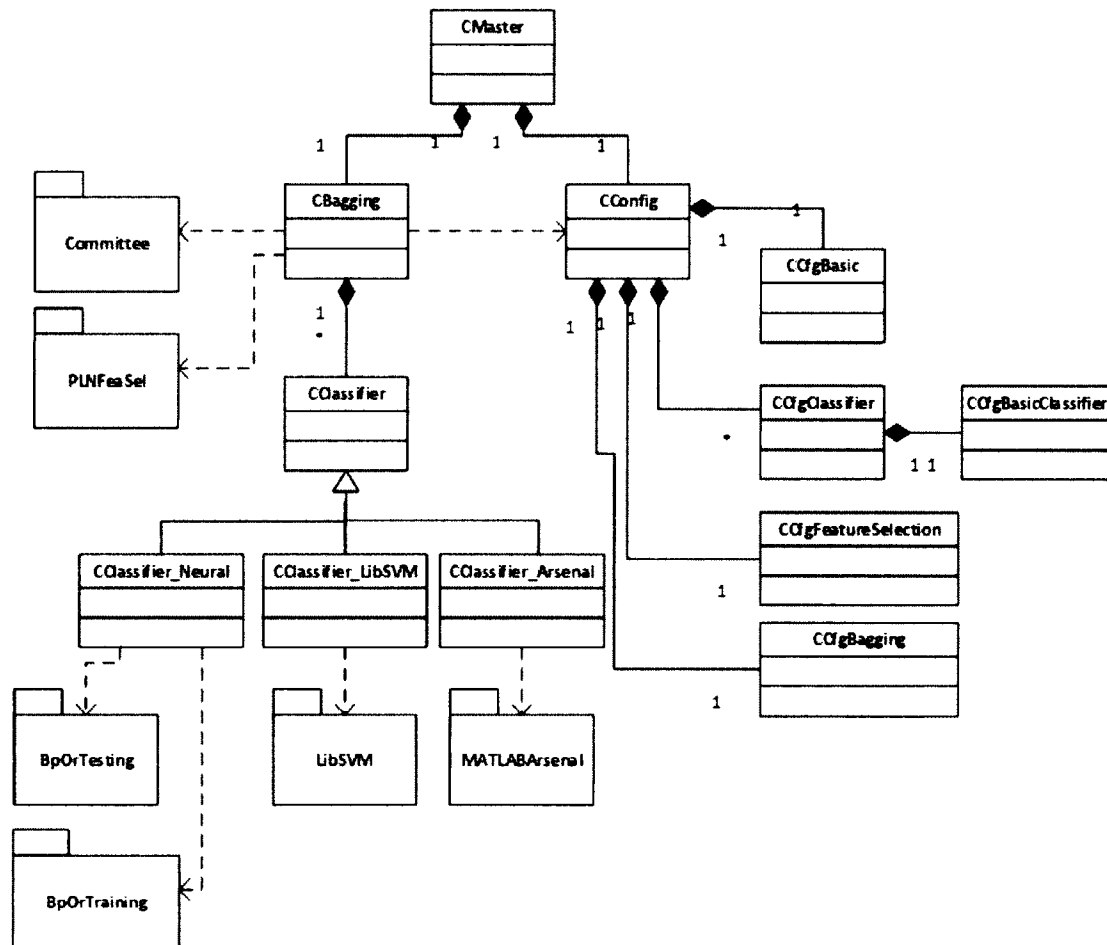 CMaster
1 1 1 1
CBagging
CConfig
Committee
1
1
CCfgBasic
1
*
1 1 1
PLNFeaSel
CClassifier
CCfgClassifier
CCfgBasicClassifier
*
1 1
CCfgFeatureSelection
1
CClassifier_Neural
CClassifier_LibSVM
CClassifier_Arsenal
CCfgBagging
1
BpOrTesting
LibSVM
MATLABArsenal
BpOrTraining